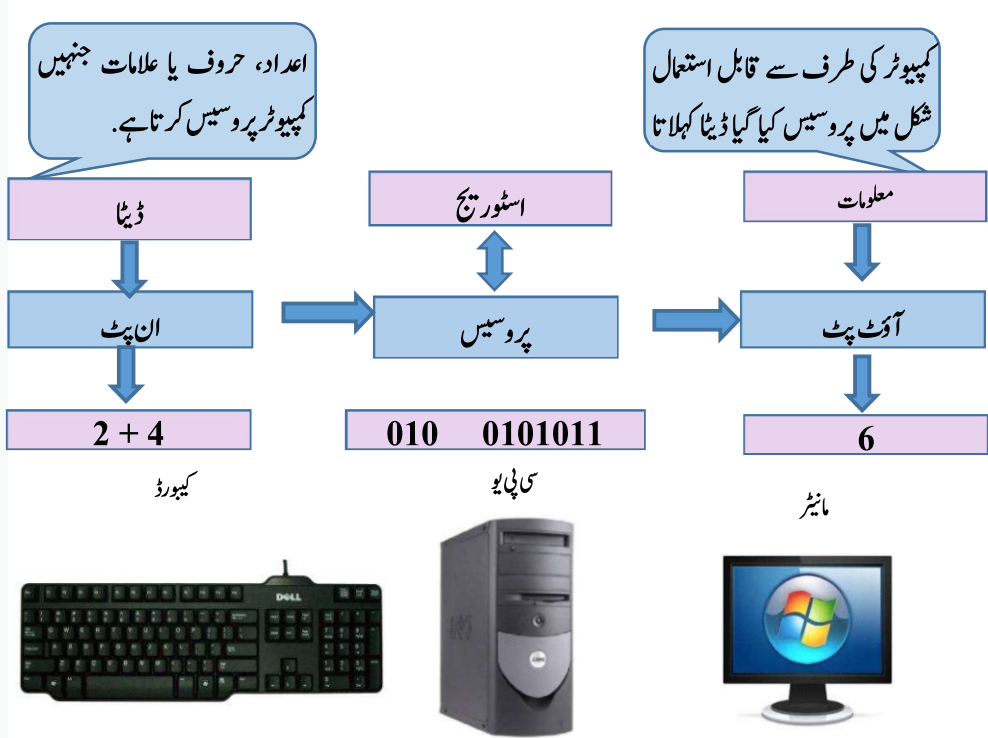 اعداد، حروف یا علامات جنہیں
کمپیوٹر پروسیس کرتاہے.
کمپیوٹر کی طرف سے قابل استعمال
شکل میں پروسیس کیا گیا ڈیٹا کہلاتا
ڈیٹا
اسٹوریج
معلومات
ان پٹ
پروسیس
آؤٹ پٹ
2 + 4
010 0101011
6
کیبورڈ
سی پی یو
مانیٹر
DELL